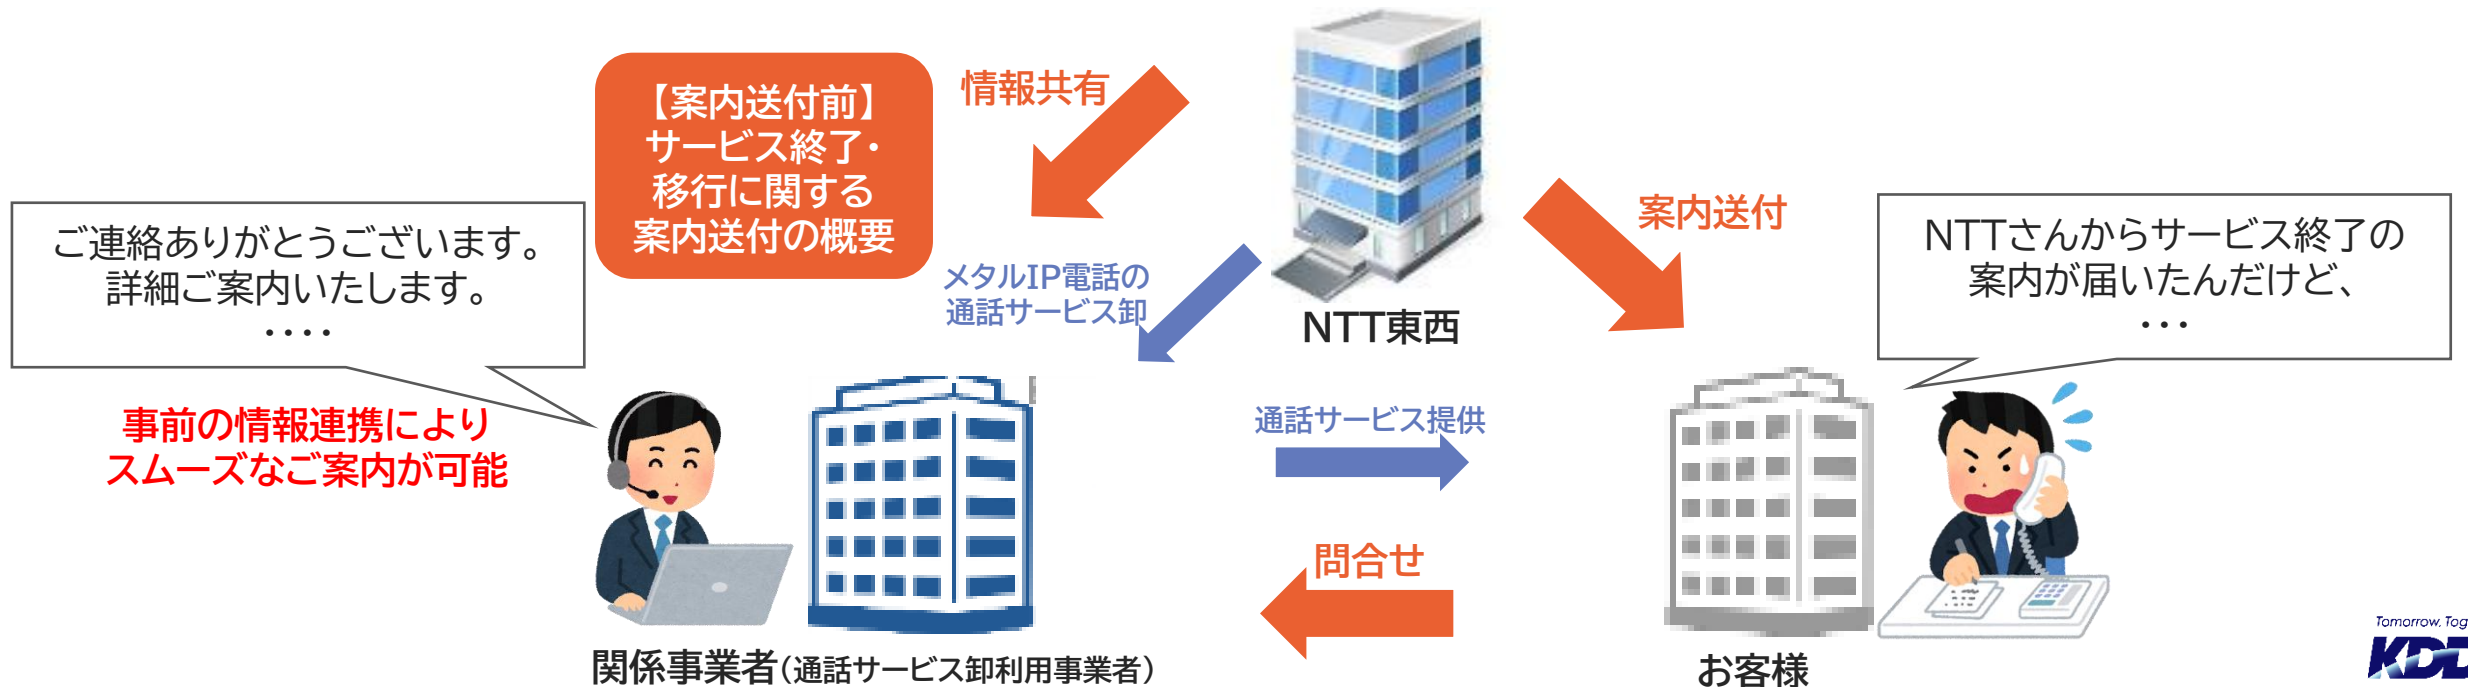 【案内送付前】
サービス終了・
移行に関する
案内送付の概要
情報共有
案内送付
ご連絡ありがとうございます。
詳細ご案内いたします。
・・・・
NTTさんからサービス終了の
案内が届いたんだけど、
・・・
メタルIP電話の
通話サービス卸
NTT東西
事前の情報連携により
スムーズなご案内が可能
通話サービス提供
問合せ
関係事業者(通話サービス卸利用事業者)
お客様
Tomorrow, Tog
KDD